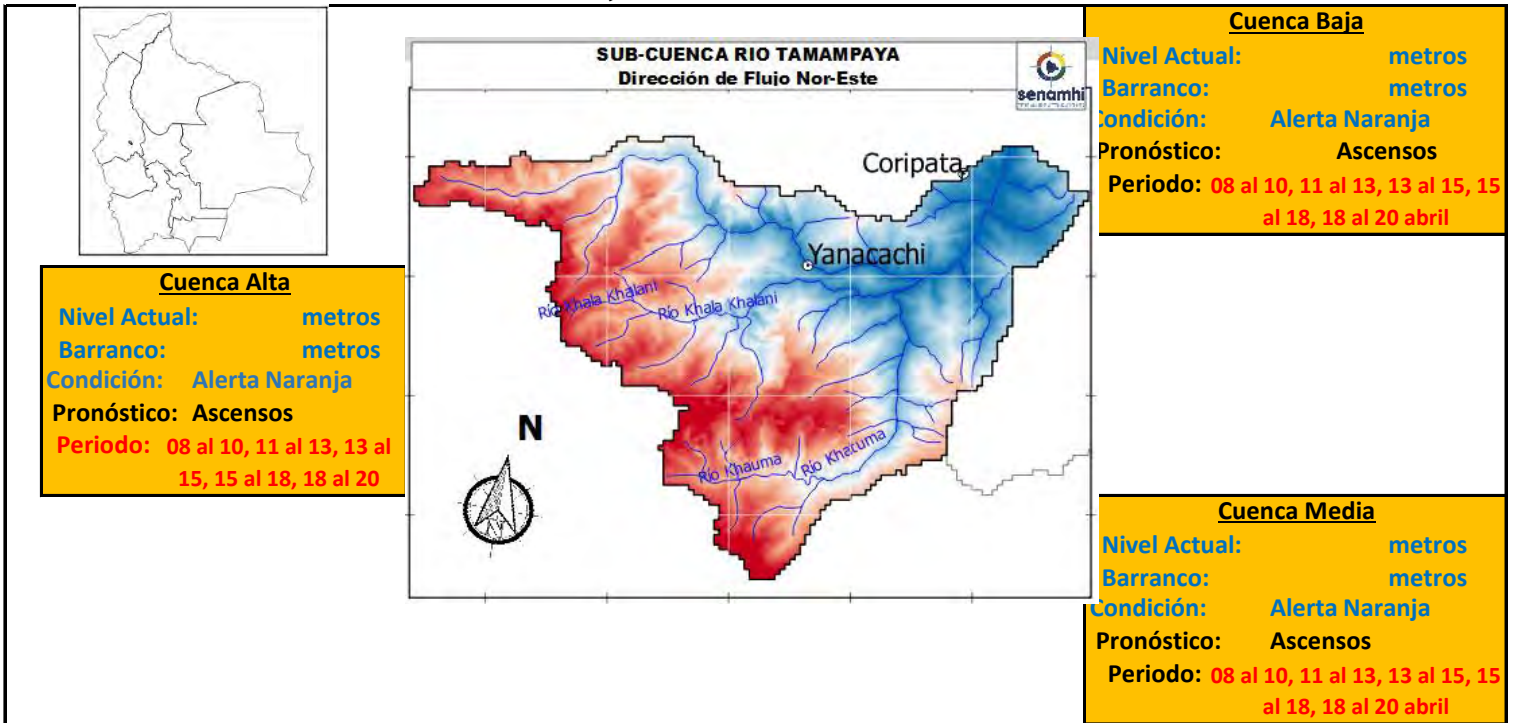 SUB-CUENCA RIO TAMAMPAYA
Dirección de Flujo Nor-Este
senamhi
Coripata
Yanacachi
Río Khala Khalani
Río Khala Khalani
Río Khauma
Río Khacuma
N
Cuenca Alta
Nivel Actual: metros
Barranco: metros
Condición: Alerta Naranja
Pronóstico: Ascensos
Periodo: 08 al 10, 11 al 13, 13 al
15, 15 al 18, 18 al 20
Cuenca Baja
Nivel Actual: metros
Barranco: metros
Condición: Alerta Naranja
Pronóstico: Ascensos
Periodo: 08 al 10, 11 al 13, 13 al 15, 15
al 18, 18 al 20 abril
Cuenca Media
Nivel Actual: metros
Barranco: metros
Condición: Alerta Naranja
Pronóstico: Ascensos
Periodo: 08 al 10, 11 al 13, 13 al 15, 15
al 18, 18 al 20 abril